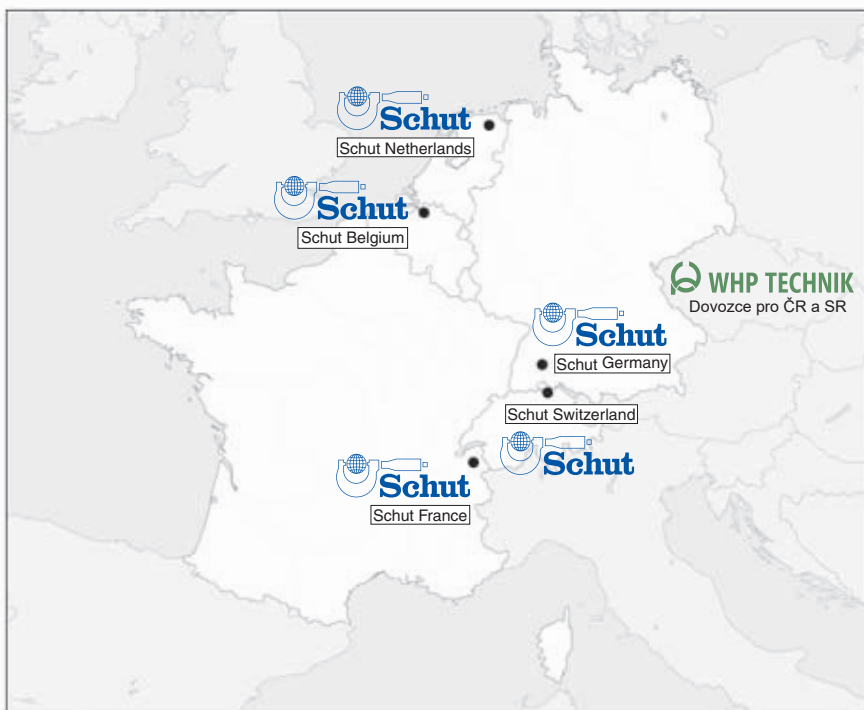 Schut
Schut Netherlands
Schut
Schut Belgium
WHP TECHNIK
Dovozce pro ČR a SR
Schut
Schut Germany
Schut Switzerland
Schut
Schut
Schut France